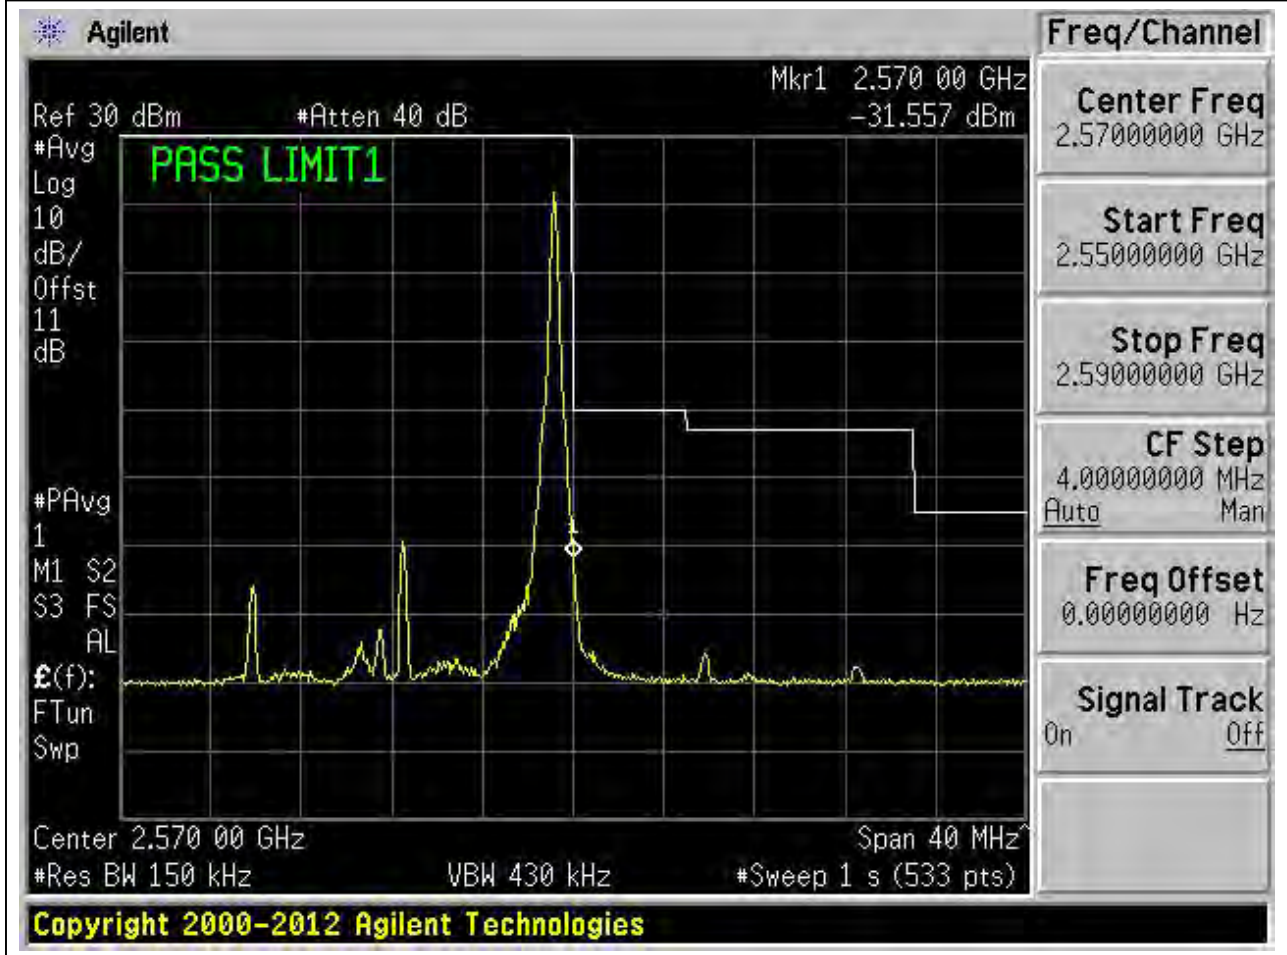 Agilent
Freq/Channel
Mkr1 2.570 00 GHz
Ref 30 dBm #Atten 40 dB -31.557 dBm
#Avg
Log
10
dB/
Offst
11
dB
PASS LIMIT1
#PAvg
1
M1 S2
S3 FS
AL
£(f):
FTun
Swp
1
Center 2.570 00 GHz Span 40 MHz^
#Res BW 150 kHz VBW 430 kHz #Sweep 1 s (533 pts)
Center Freq
2.57000000 GHz
Start Freq
2.55000000 GHz
Stop Freq
2.59000000 GHz
CF Step
4.00000000 MHz
Auto Man
Freq Offset
0.00000000 Hz
Signal Track
On Off
Copyright 2000-2012 Agilent Technologies